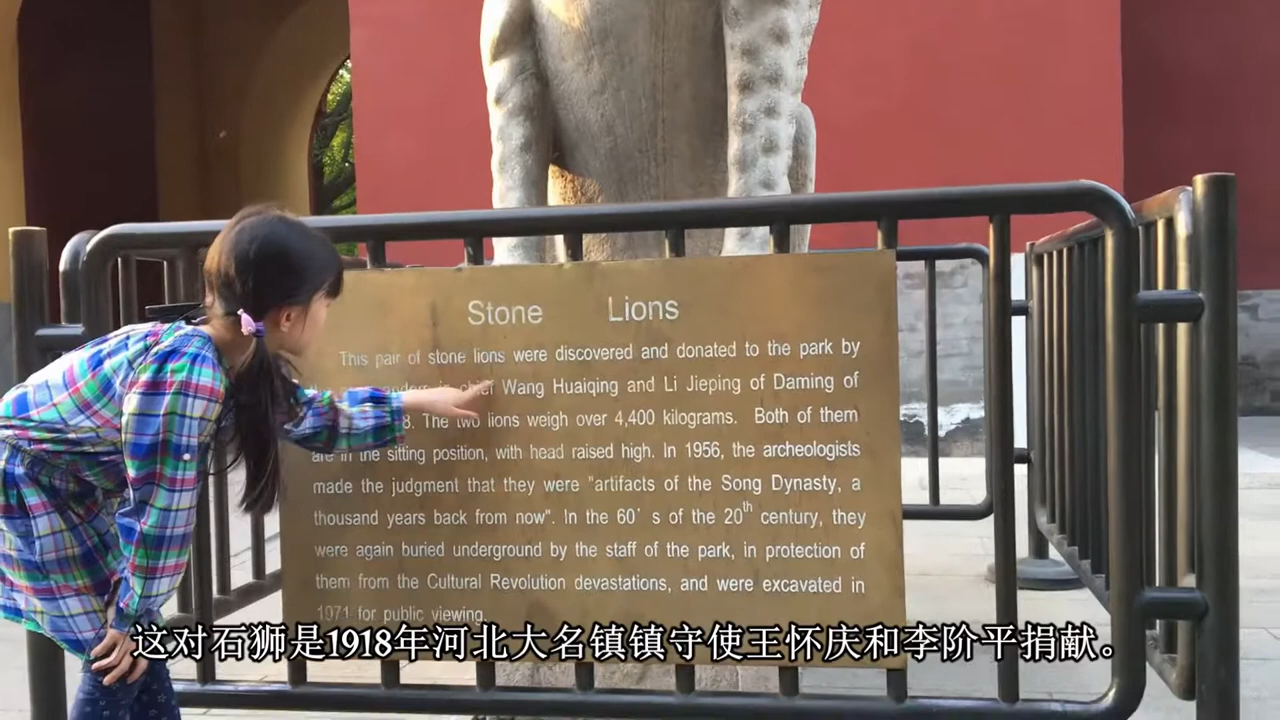 Stone Lions
This pair of stone lions were discovered and donated to the park by
chief Wang Huaiqing and Li Jieping of Daming of
8. The two lions weigh over 4,400 kilograms. Both of them
are in the sitting position, with head raised high. In 1956, the archeologists
made the judgment that they were "artifacts of the Song Dynasty, a
thousand years back from now". In the 60's of the 20th century, they
were again buried underground by the staff of the park, in protection of
them from the Cultural Revolution devastations, and were excavated in
1971 for public viewing.
这对石狮是1918年河北大名镇镇守使王怀庆和李阶平捐献。